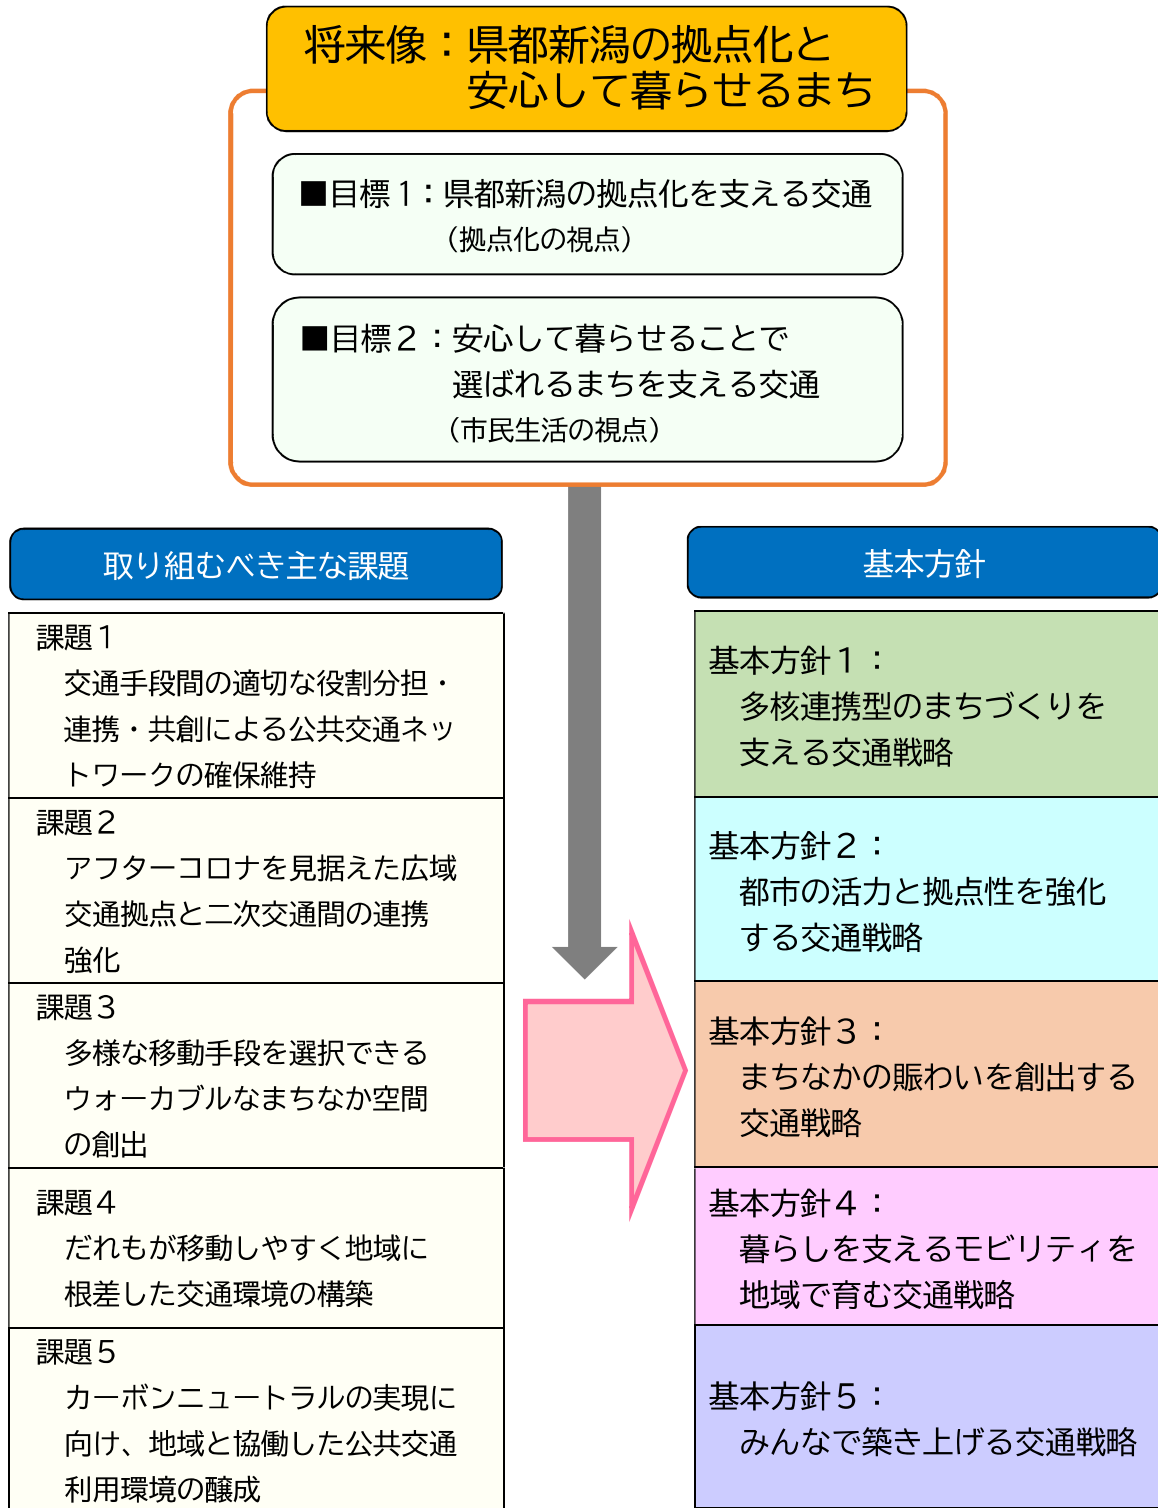 将来像：県都新潟の拠点化と
安心して暮らせるまち
■目標１：県都新潟の拠点化を支える交通
（拠点化の視点）
■目標２：安心して暮らせることで
選ばれるまちを支える交通
（市民生活の視点）
取り組むべき主な課題
課題１
交通手段間の適切な役割分担・
連携・共創による公共交通ネッ
トワークの確保維持
課題２
アフターコロナを見据えた広域
交通拠点と二次交通間の連携
強化
課題３
多様な移動手段を選択できる
ウォーカブルなまちなか空間
の創出
課題４
だれもが移動しやすく地域に
根差した交通環境の構築
課題５
カーボンニュートラルの実現に
向け、地域と協働した公共交通
利用環境の醸成
基本方針
基本方針１：
多核連携型のまちづくりを
支える交通戦略
基本方針２：
都市の活力と拠点性を強化
する交通戦略
基本方針３：
まちなかの賑わいを創出する
交通戦略
基本方針４：
暮らしを支えるモビリティを
地域で育む交通戦略
基本方針５：
みんなで築き上げる交通戦略